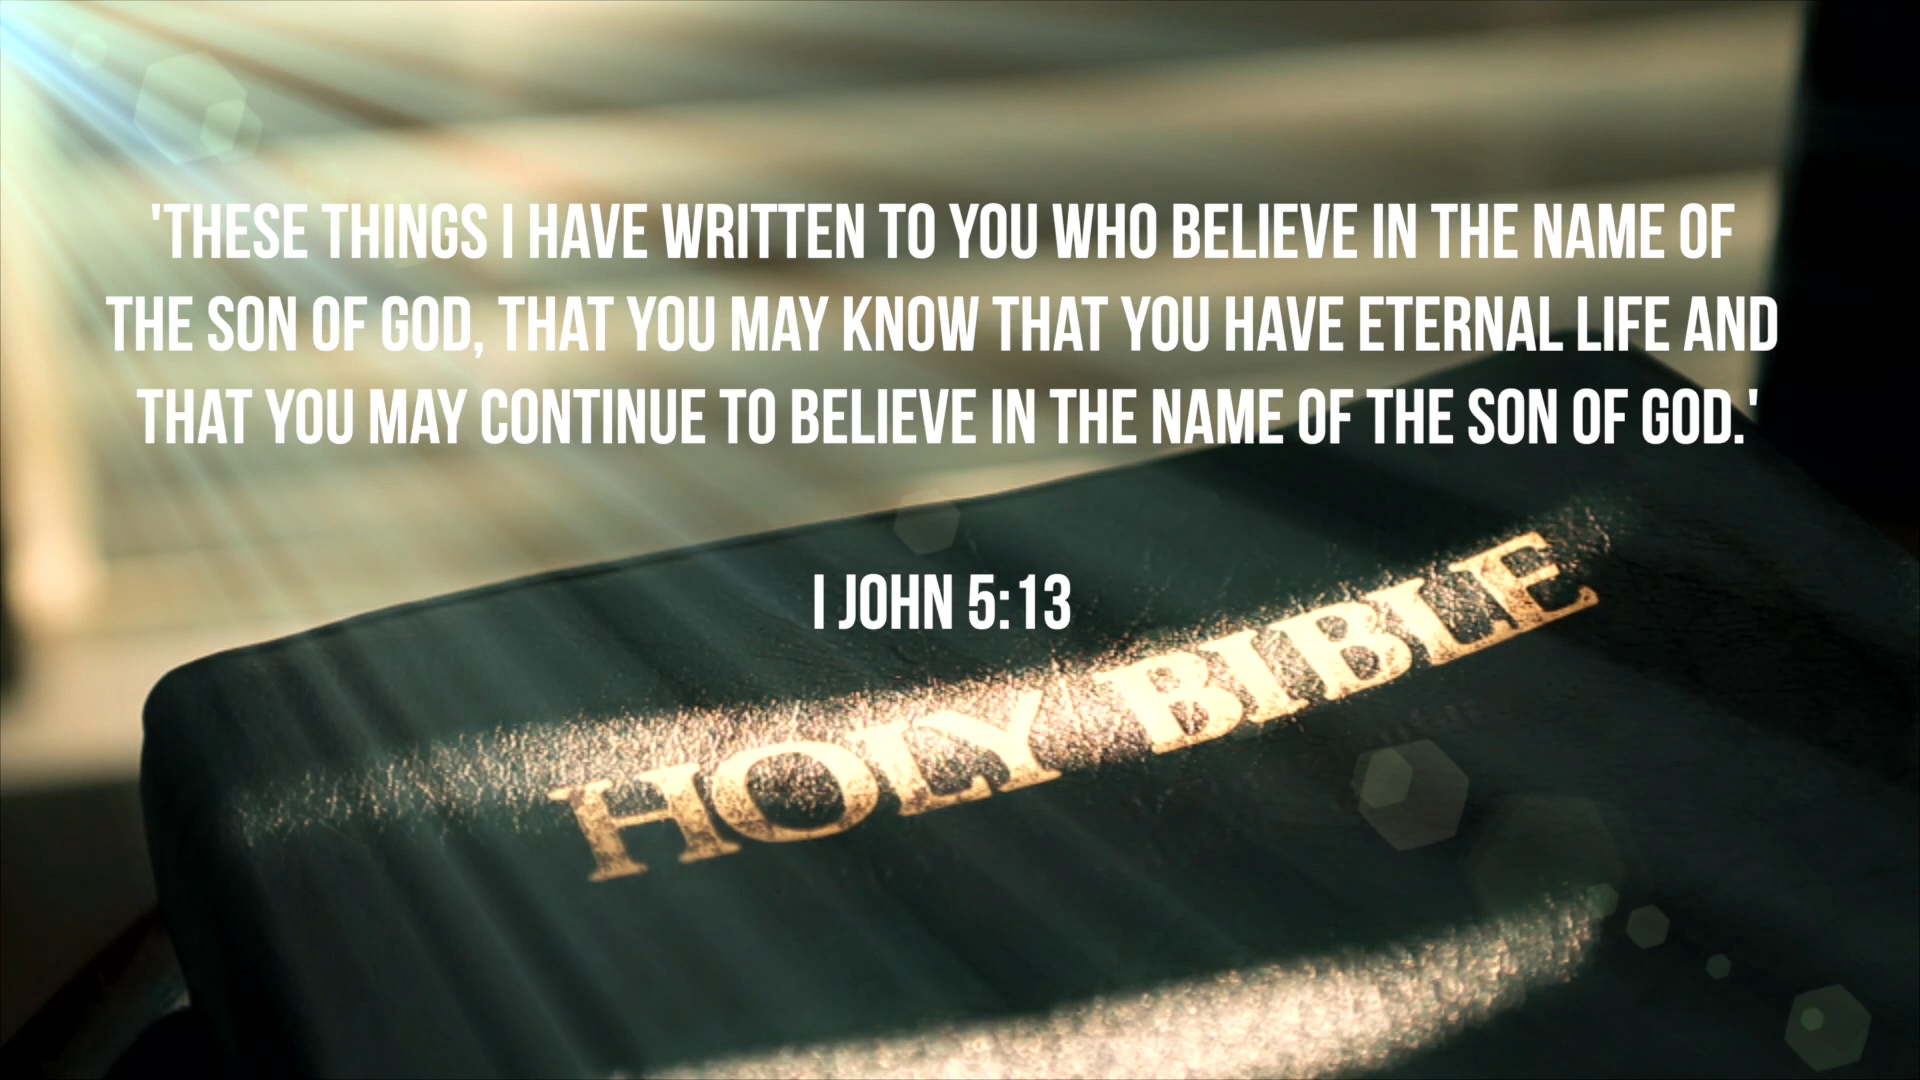 'THESE THINGS I HAVE WRITTEN TO YOU WHO BELIEVE IN THE NAME OF
THE SON OF GOD, THAT YOU MAY KNOW THAT YOU HAVE ETERNAL LIFE AND
THAT YOU MAY CONTINUE TO BELIEVE IN THE NAME OF THE SON OF GOD.'
I JOHN 5:13
HOLY BIBLE